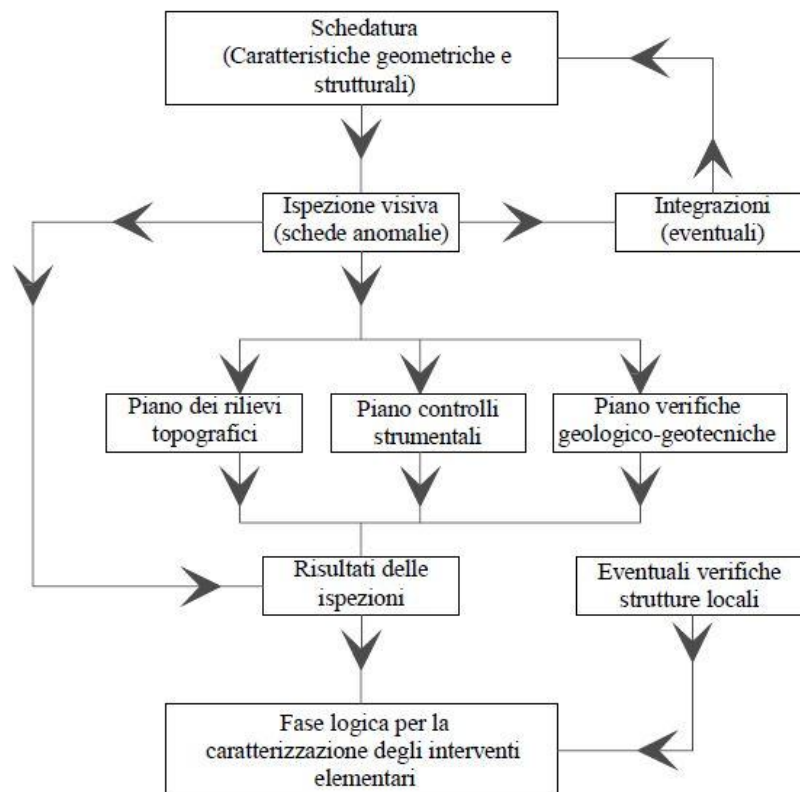 Schedatura
(Caratteristiche geometriche e
strutturali)
Ispezione visiva
(schede anomalie)
Integrazioni
(eventuali)
Piano dei rilievi
topografici
Piano controlli
strumentali
Piano verifiche
geologico-geotecniche
Risultati delle
ispezioni
Eventuali verifiche
strutture locali
Fase logica per la
caratterizzazione degli interventi
elementari